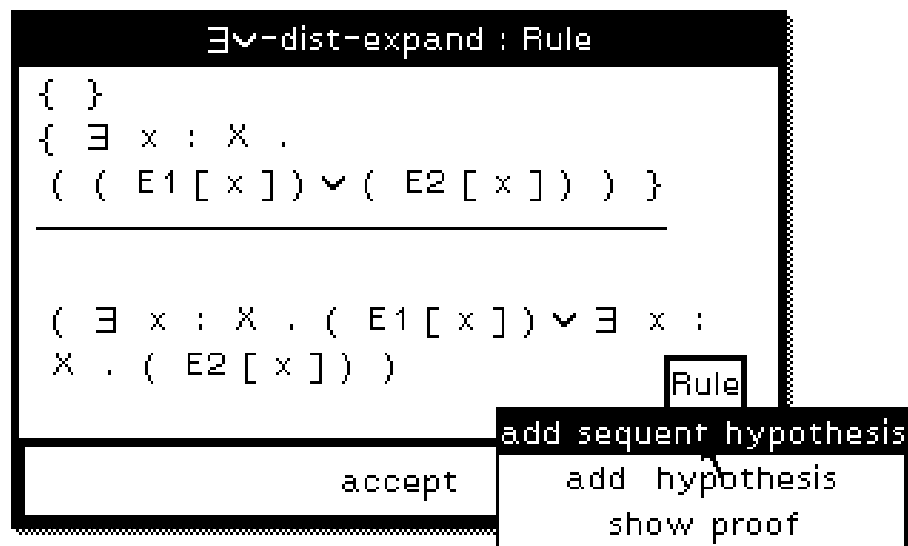 ∃∨-dist-expand : Rule
{ }
{ ∃ x : X .
( ( E1 [ x ] ) ∨ ( E2 [ x ] ) ) }
( ∃ x : X . ( E1 [ x ] ) ∨ ∃ x :
X . ( E2 [ x ] ) )
Rule
add sequent hypothesis
accept
add hypothesis
show proof